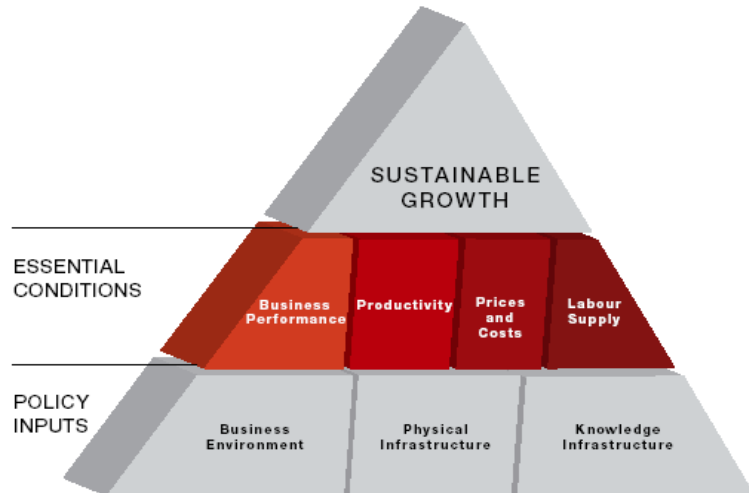 SUSTAINABLE
GROWTH
ESSENTIAL
CONDITIONS
Business
Performance
Productivity
Prices
and
Costs
Labour
Supply
POLICY
INPUTS
Business
Environment
Physical
Infrastructure
Knowledge
Infrastructure